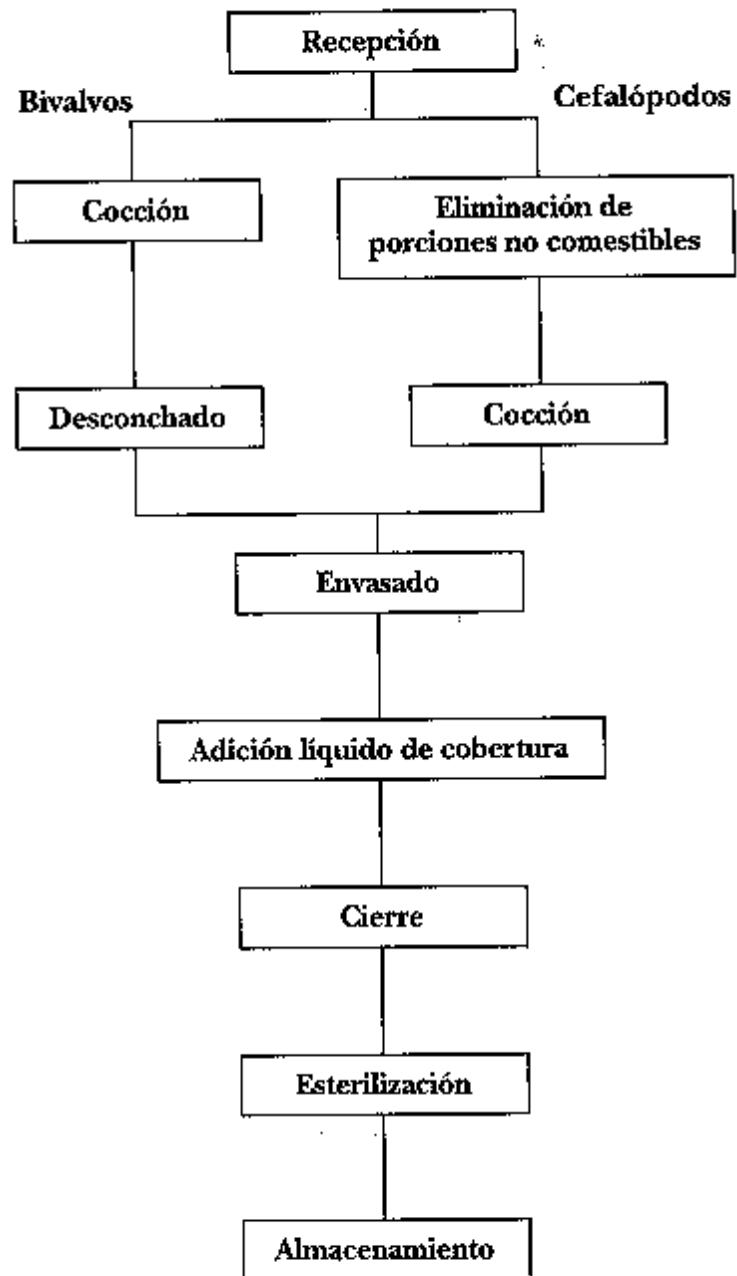 Recepción
Bivalvos
Cefalópodos
Cocción
Eliminación de
porciones no comestibles
Desconchado
Cocción
Envasado
Adición líquido de cobertura
Cierre
Esterilización
Almacenamiento